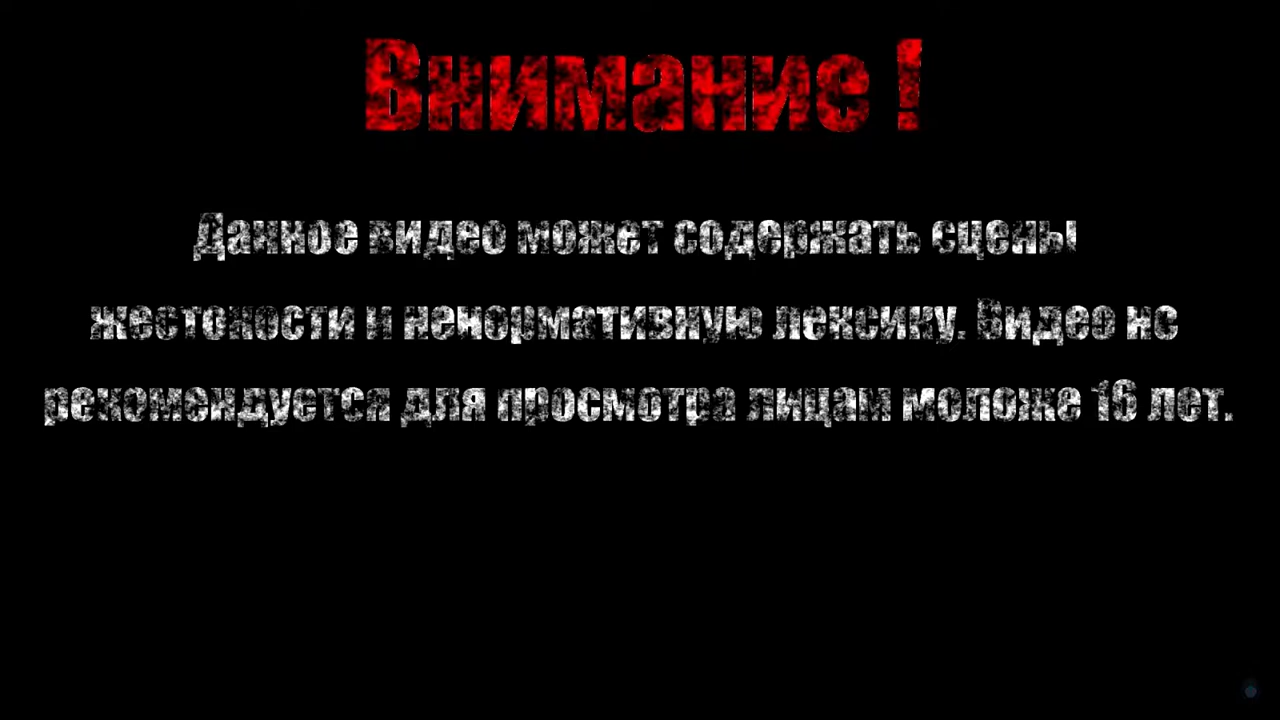 Внимание !
Данное видео может содержать сцены
жестокости и ненормативную лексику. Видео не
рекомендуется для просмотра лицам моложе 16 лет.